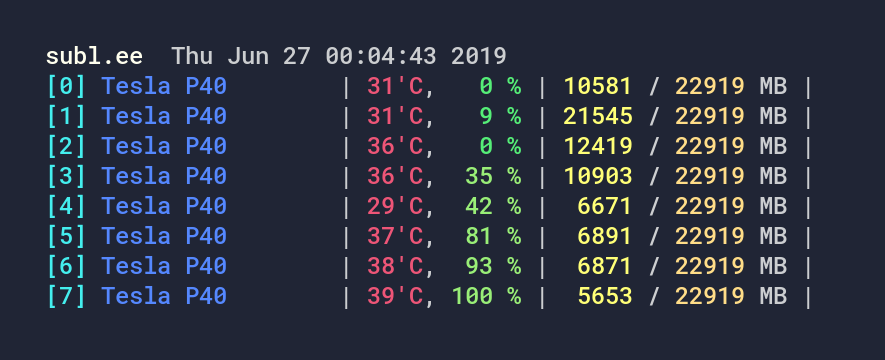 subl.ee  Thu Jun 27 00:04:43 2019
[0] Tesla P40        | 31'C,   0 % | 10581 / 22919 MB |
[1] Tesla P40        | 31'C,   9 % | 21545 / 22919 MB |
[2] Tesla P40        | 36'C,   0 % | 12419 / 22919 MB |
[3] Tesla P40        | 36'C,  35 % | 10903 / 22919 MB |
[4] Tesla P40        | 29'C,  42 % |  6671 / 22919 MB |
[5] Tesla P40        | 37'C,  81 % |  6891 / 22919 MB |
[6] Tesla P40        | 38'C,  93 % |  6871 / 22919 MB |
[7] Tesla P40        | 39'C, 100 % |  5653 / 22919 MB |